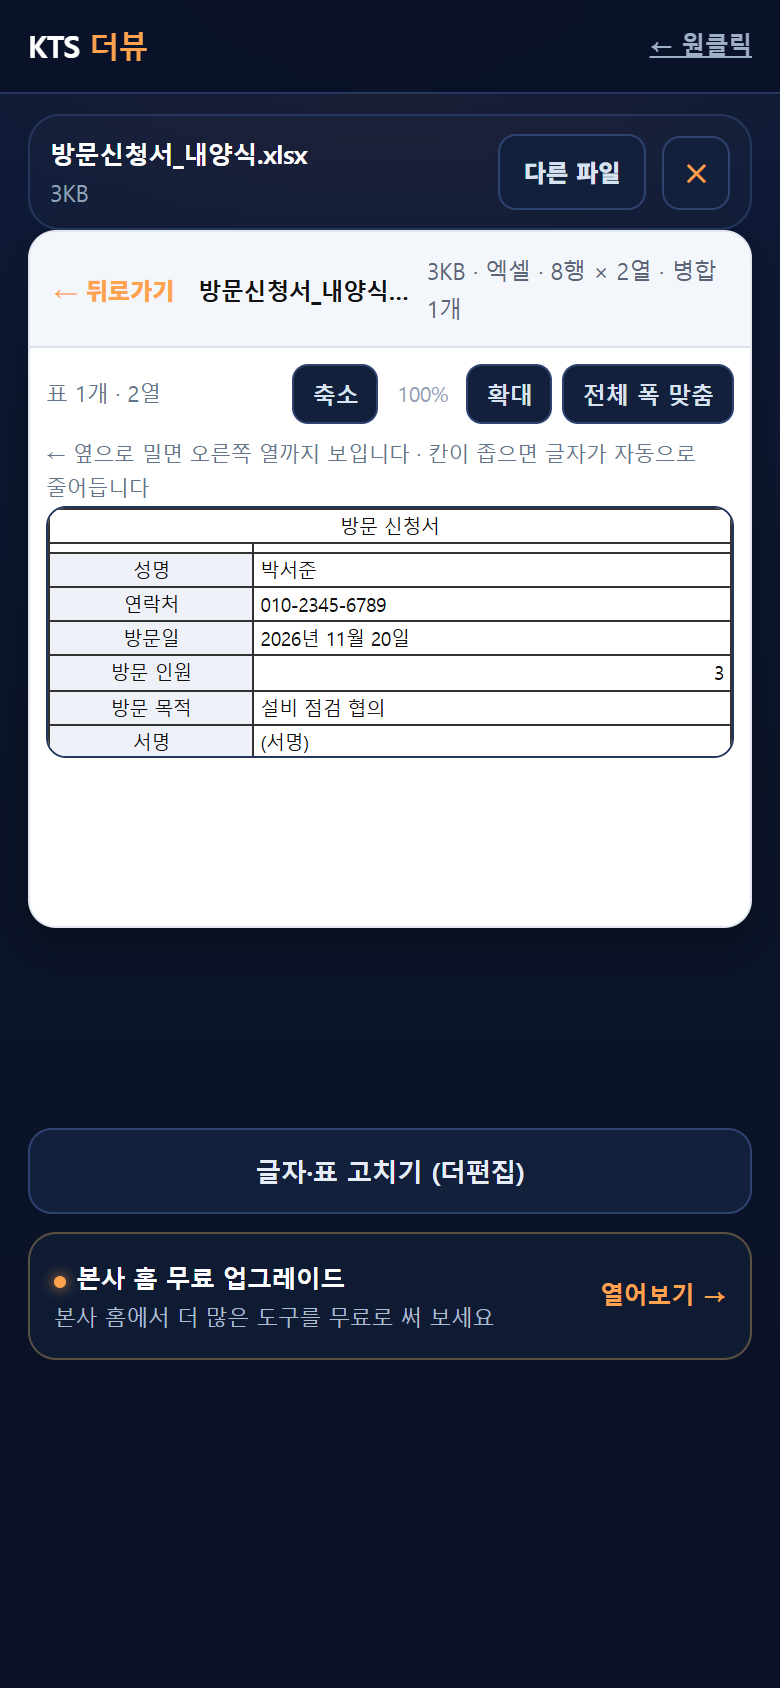 KTS 더뷰
← 원클릭
방문신청서_내양식.xlsx
3KB
다른 파일
×
← 뒤로가기
방문신청서_내양식...
3KB · 엑셀 · 8행 × 2열 · 병합
1개
표 1개 · 2열
축소
100%
확대
전체 폭 맞춤
← 옆으로 밀면 오른쪽 열까지 보입니다 · 칸이 좁으면 글자가 자동으로
줄어듭니다
방문 신청서
성명 박서준
연락처 010-2345-6789
방문일 2026년 11월 20일
방문 인원 3
방문 목적 설비 점검 협의
서명 (서명)
글자·표 고치기 (더편집)
본사 홈 무료 업그레이드
본사 홈에서 더 많은 도구를 무료로 써 보세요
열어보기 →